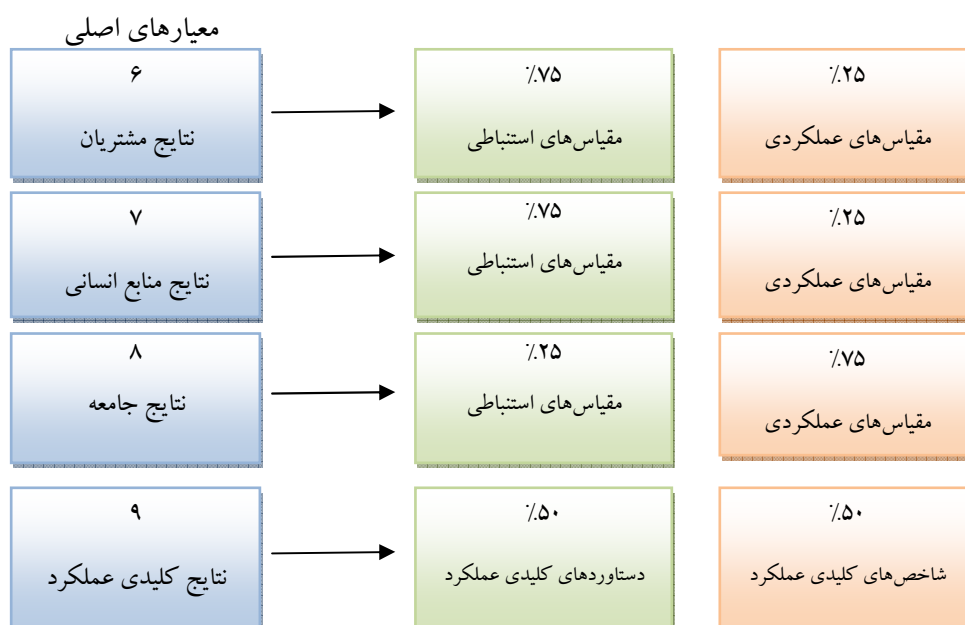 معیارهای اصلی
۶
نتایج مشتریان
٪۷۵
مقیاس‌های استنباطی
٪۲۵
مقیاس‌های عملکردی
۷
نتایج منابع انسانی
٪۷۵
مقیاس‌های استنباطی
٪۲۵
مقیاس‌های عملکردی
۸
نتایج جامعه
٪۲۵
مقیاس‌های استنباطی
٪۷۵
مقیاس‌های عملکردی
۹
نتایج کلیدی عملکرد
٪۵۰
دستاوردهای کلیدی عملکرد
٪۵۰
شاخص‌های کلیدی عملکرد